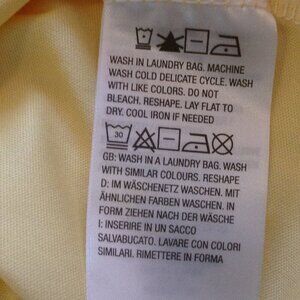 WASH IN LAUNDRY BAG. MACHINE
WASH COLD DELICATE CYCLE. WASH
WITH LIKE COLORS. DO NOT
BLEACH. RESHAPE. LAY FLAT TO
DRY. COOL IRON IF NEEDED
30
GB: WASH IN A LAUNDRY BAG. WASH
WITH SIMILAR COLOURS. RESHAPE
D: IM WÄSCHENETZ WASCHEN. MIT
ÄHNLICHEN FARBEN WASCHEN. IN
FORM ZIEHEN NACH DER WÄSCHE
I: INSERIRE IN UN SACCO
SALVABUCATO. LAVARE CON COLORI
SIMILARI. RIMETTERE IN FORMA